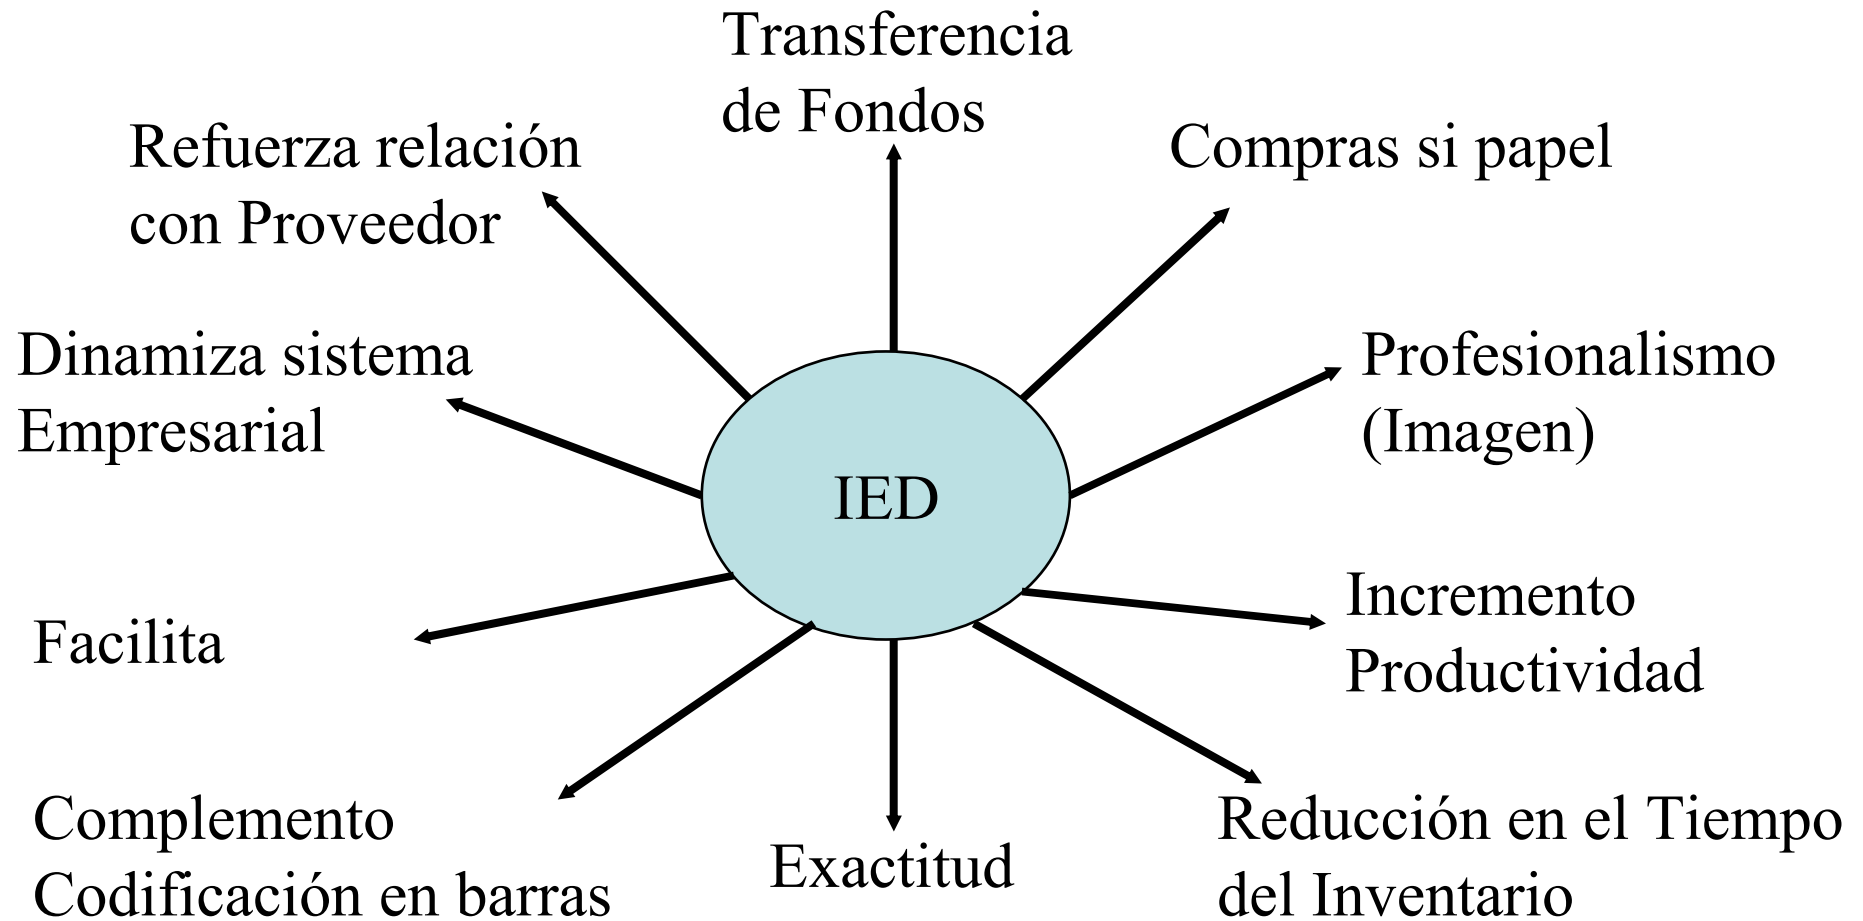 Transferencia
de Fondos
Refuerza relación
con Proveedor
Compras si papel
Dinamiza sistema
Empresarial
Profesionalismo
(Imagen)
IED
Facilita
Incremento
Productividad
Complemento
Codificación en barras
Exactitud
Reducción en el Tiempo
del Inventario